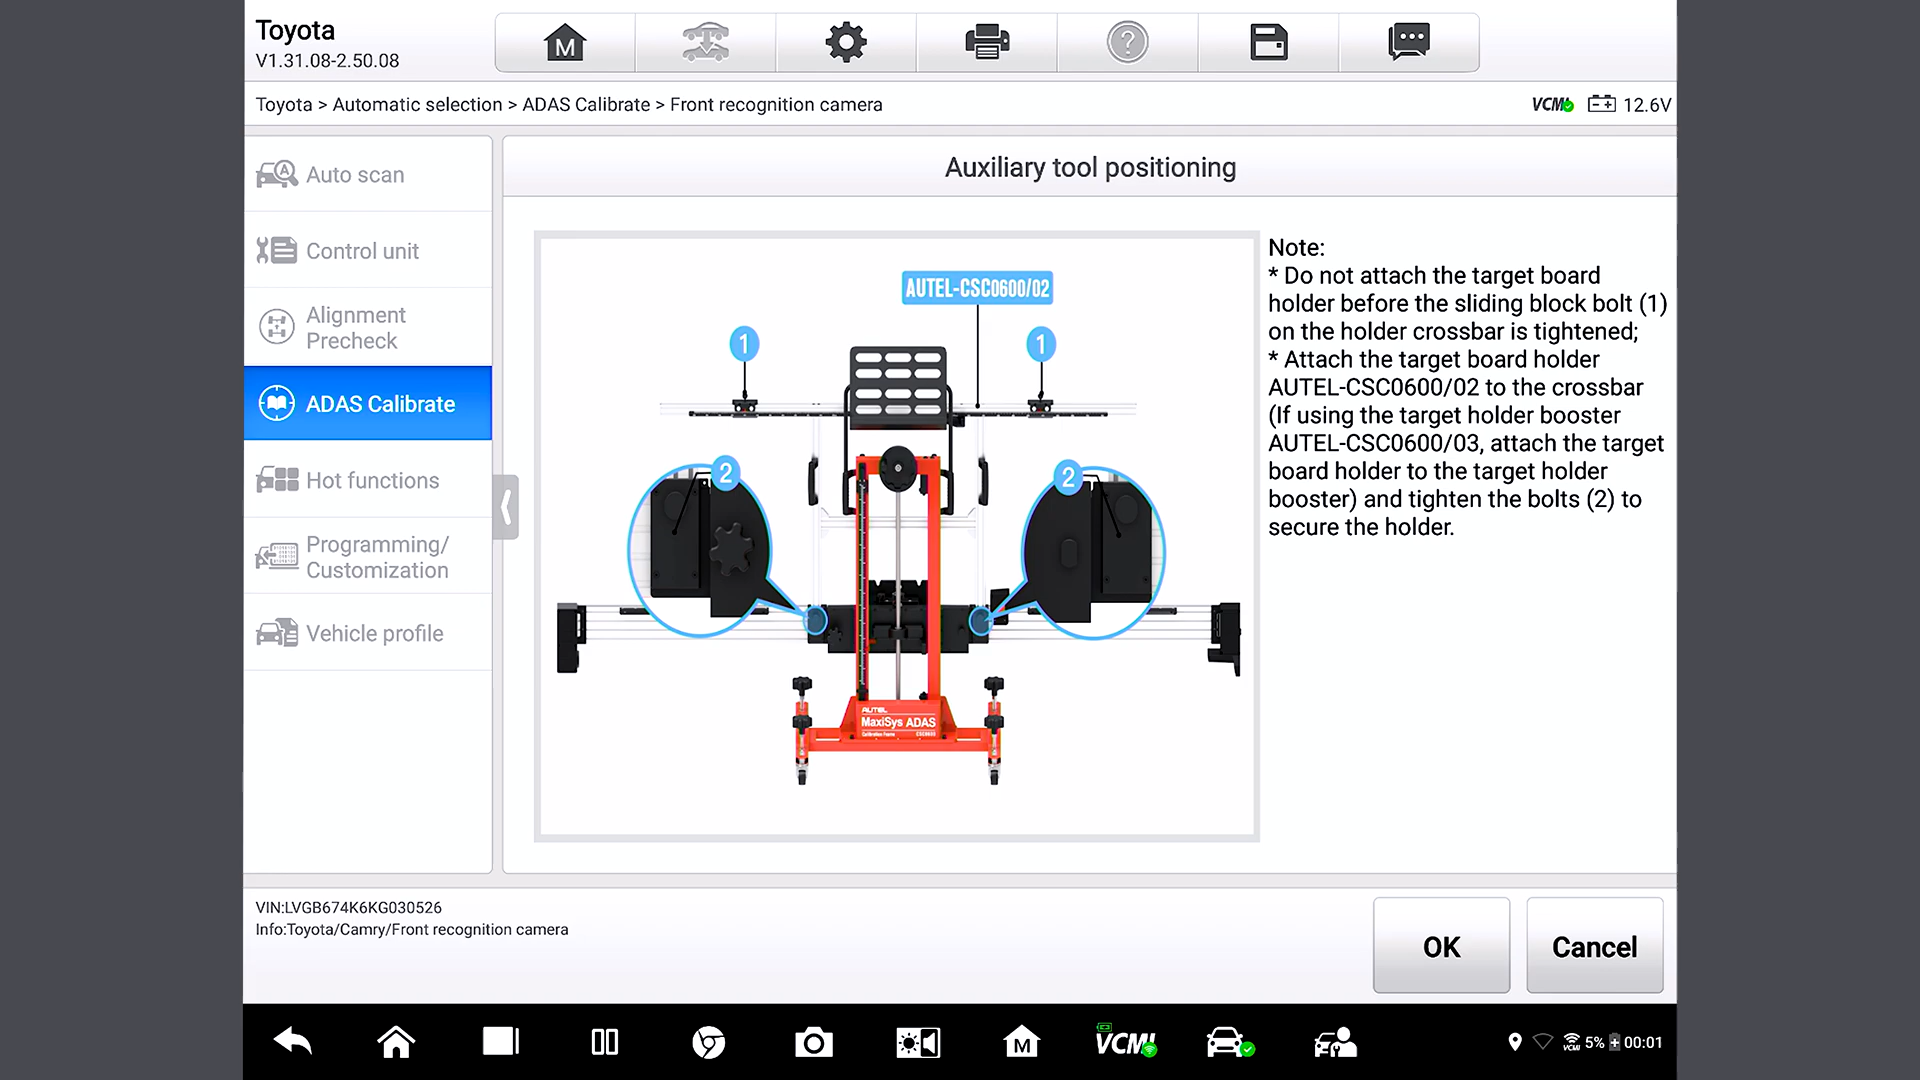 Toyota
V1.31.08-2.50.08
M
A
?
Toyota > Automatic selection > ADAS Calibrate > Front recognition camera
VCMI
12.6V
Auto scan
Control unit
Alignment
Precheck
ADAS Calibrate
Hot functions
Programming/
Customization
Vehicle profile
Auxiliary tool positioning
AUTEL-CSC0600/02
1
1
2
2
AUTEL
MaxiSys ADAS
Calibration Frame CSC0600
Note:
* Do not attach the target board
holder before the sliding block bolt (1)
on the holder crossbar is tightened;
* Attach the target board holder
AUTEL-CSC0600/02 to the crossbar
(If using the target holder booster
AUTEL-CSC0600/03, attach the target
board holder to the target holder
booster) and tighten the bolts (2) to
secure the holder.
VIN:LVGB674K6KG030526
Info:Toyota/Camry/Front recognition camera
OK
Cancel
M
VCMI
VCMI 5% 00:01